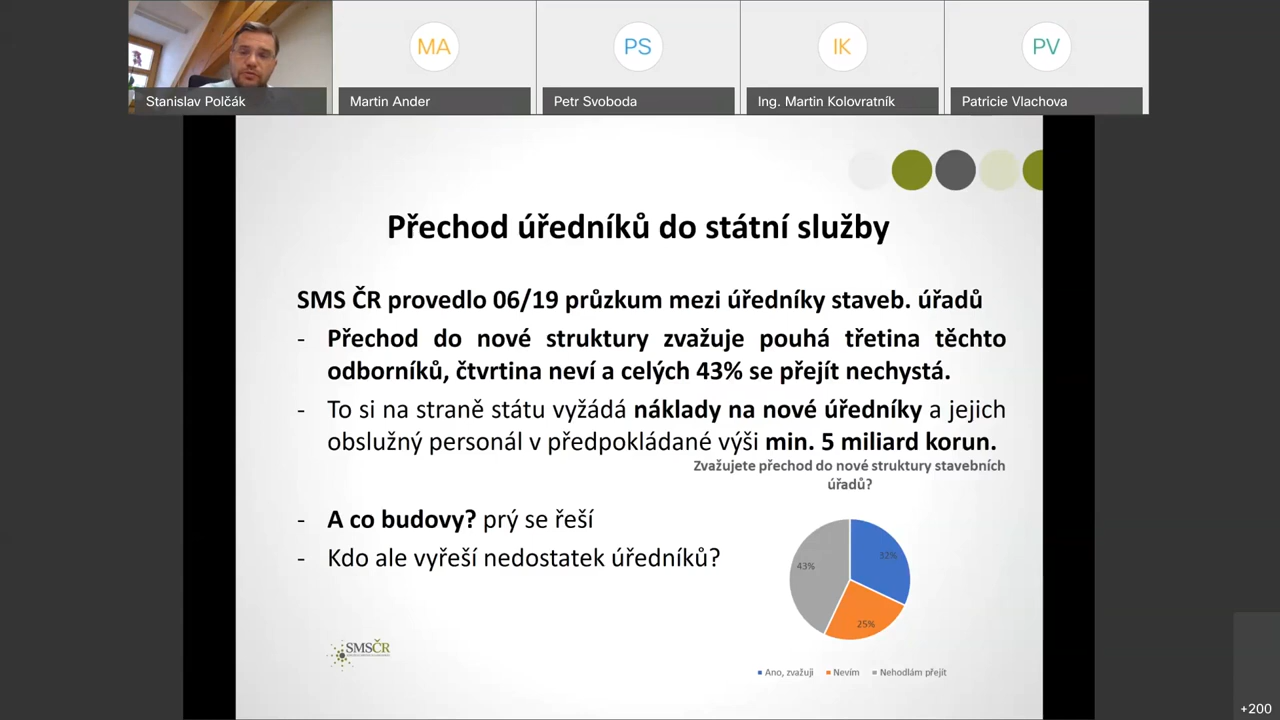 MA
PS
IK
PV
Stanislav Polčák
Martin Ander
Petr Svoboda
Ing. Martin Kolovratník
Patricie Vlachova
Přechod úředníků do státní služby
SMS ČR provedlo 06/19 průzkum mezi úředníky staveb. úřadů
- Přechod do nové struktury zvažuje pouhá třetina těchto
odborníků, čtvrtina neví a celých 43% se přejít nechystá.
- To si na straně státu vyžádá náklady na nové úředníky a jejich
obslužný personál v předpokládané výši min. 5 miliard korun.
Zvažujete přechod do nové struktury stavebních
úřadů?
- A co budovy? prý se řeší
- Kdo ale vyřeší nedostatek úředníků?
32%
43%
25%
SMSČR
Ano, zvažuji
Nevím
Nehodlám přejít
+200